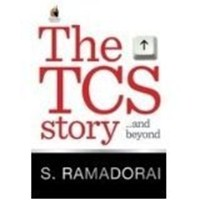 The
TCS
story
...and
beyond
S. RAMADORAI